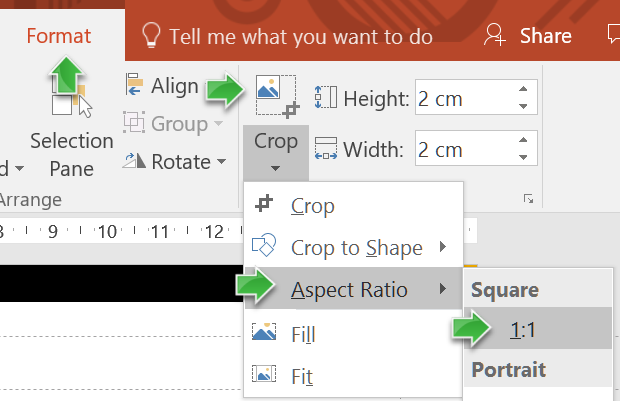 Format
Tell me what you want to do
Share
Align
Height: 2 cm
Group
Selection
Pane
Crop
Width: 2 cm
Rotate
Arrange
9 10 11 12
Crop
Crop to Shape
Aspect Ratio
Square
1:1
Fill
Portrait
Fit